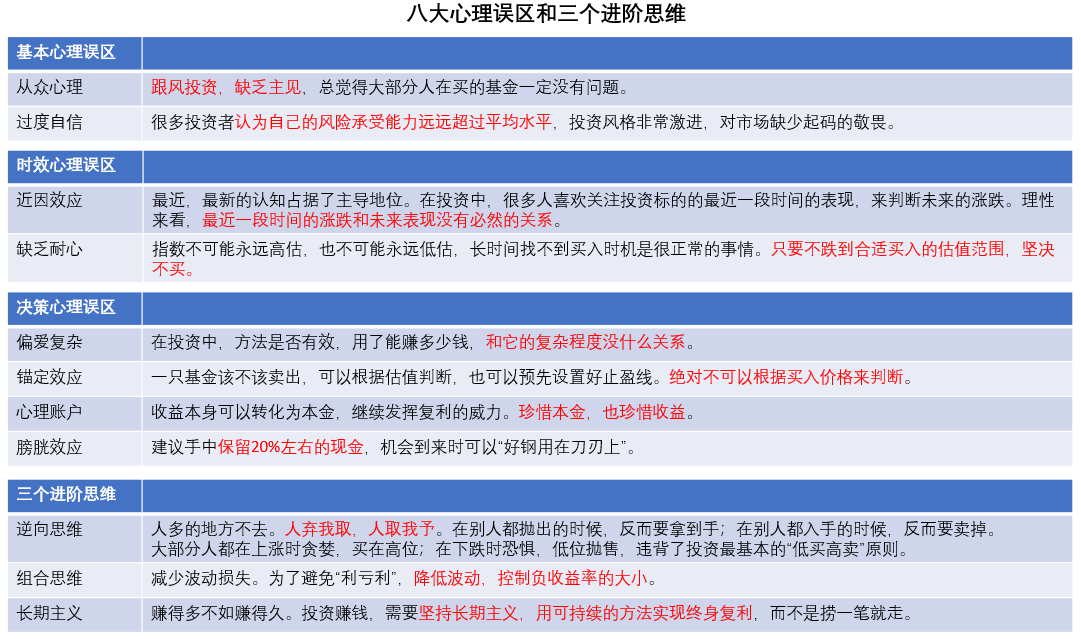 八大心理误区和三个进阶思维
基本心理误区
从众心理 跟风投资，缺乏主见，总觉得大部分人在买的基金一定没有问题。
过度自信 很多投资者认为自己的风险承受能力远远超过平均水平，投资风格非常激进，对市场缺少起码的敬畏。
时效心理误区
近因效应 最近，最新的认知占据了主导地位。在投资中，很多人喜欢关注投资标的的最近一段时间的表现，来判断未来的涨跌。理性
来看，最近一段时间的涨跌和未来表现没有必然的关系。
缺乏耐心 指数不可能永远高估，也不可能永远低估，长时间找不到买入时机是很正常的事情。只要不跌到合适买入的估值范围，坚决
不买。
决策心理误区
偏爱复杂 在投资中，方法是否有效，用了能赚多少钱，和它的复杂程度没什么关系。
锚定效应 一只基金该不该卖出，可以根据估值判断，也可以预先设置好止盈线。绝对不可以根据买入价格来判断。
心理账户 收益本身可以转化为本金，继续发挥复利的威力。珍惜本金，也珍惜收益。
膀胱效应 建议手中保留20%左右的现金，机会到来时可以“好钢用在刀刃上”。
三个进阶思维
逆向思维 人多的地方不去。人弃我取，人取我予。在别人都抛出的时候，反而要拿到手；在别人都入手的时候，反而要卖掉。
大部分人都在上涨时贪婪，买在高位；在下跌时恐惧，低位抛售，违背了投资最基本的“低买高卖”原则。
组合思维 减少波动损失。为了避免“利亏利”，降低波动，控制负收益率的大小。
长期主义 赚得多不如赚得久。投资赚钱，需要坚持长期主义，用可持续的方法实现终身复利，而不是捞一笔就走。